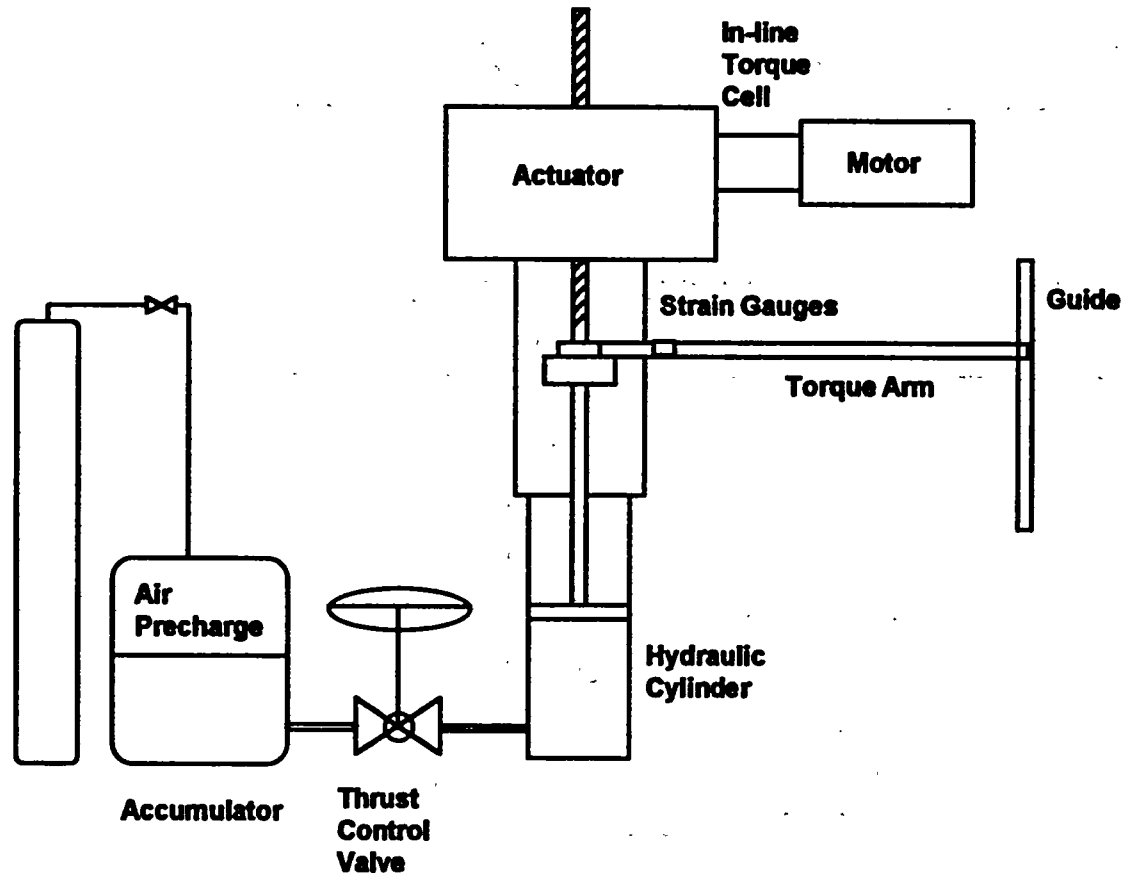 In-line
Torque
Cell
Actuator
Motor
Strain Gauges
Guide
Torque Arm
Air
Precharge
Hydraulic
Cylinder
Accumulator
Thrust
Control
Valve